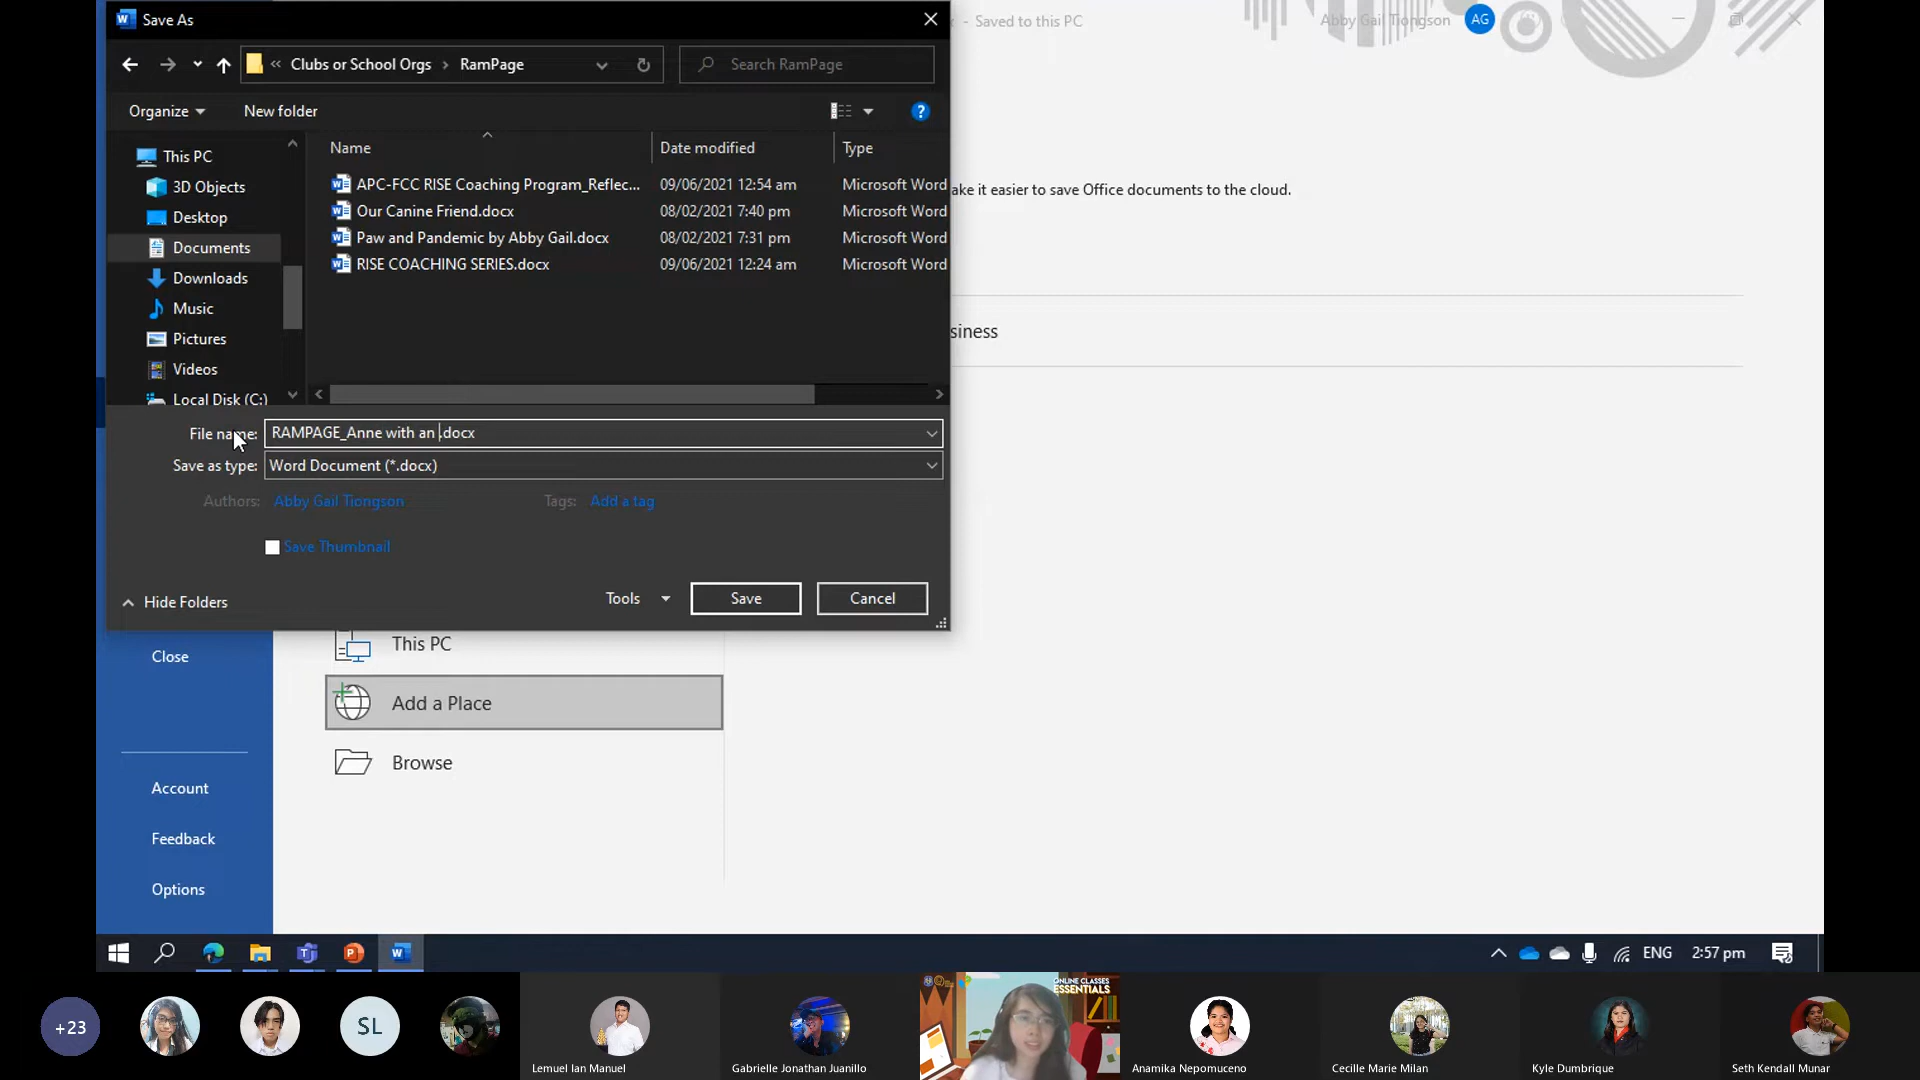 Save As
- Saved to this PC
Abby Gail Tiongson
AG
Clubs or School Orgs
RamPage
Search RamPage
Organize
New folder
Name
Date modified
Type
This PC
3D Objects
Desktop
Documents
Downloads
Music
Pictures
Videos
Local Disk (C:)
APC-FCC RISE Coaching Program_Reflec... 09/06/2021 12:54 am Microsoft Word
Our Canine Friend.docx 08/02/2021 7:40 pm Microsoft Word
Paw and Pandemic by Abby Gail.docx 08/02/2021 7:31 pm Microsoft Word
RISE COACHING SERIES.docx 09/06/2021 12:24 am Microsoft Word
ake it easier to save Office documents to the cloud.
siness
File name: RAMPAGE_Anne with an .docx
Save as type: Word Document (*.docx)
Authors: Abby Gail Tiongson Tags: Add a tag
Save Thumbnail
Hide Folders
Tools
Save
Cancel
This PC
Add a Place
Browse
Close
Account
Feedback
Options
ENG
2:57 pm
+23
SL
ONLINE CLASSES
ESSENTIALS
Lemuel Ian Manuel
Gabrielle Jonathan Juanillo
Anamika Nepomuceno
Cecille Marie Milan
Kyle Dumbrique
Seth Kendall Munar